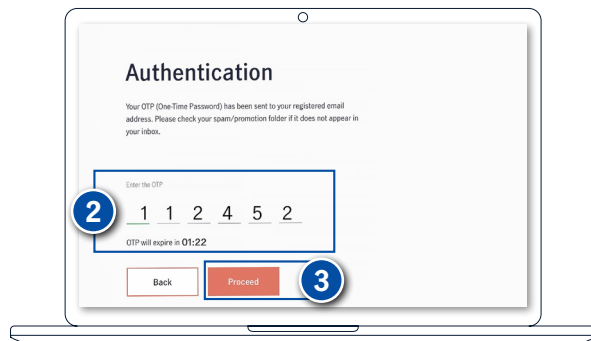 Authentication
Your OTP (One-Time Password) has been sent to your registered email
address. Please check your spam/promotion folder if it does not appear in
your inbox.
Enter the OTP
2
1 1 2 4 5 2
OTP will expire in 01:22
Back Proceed 3